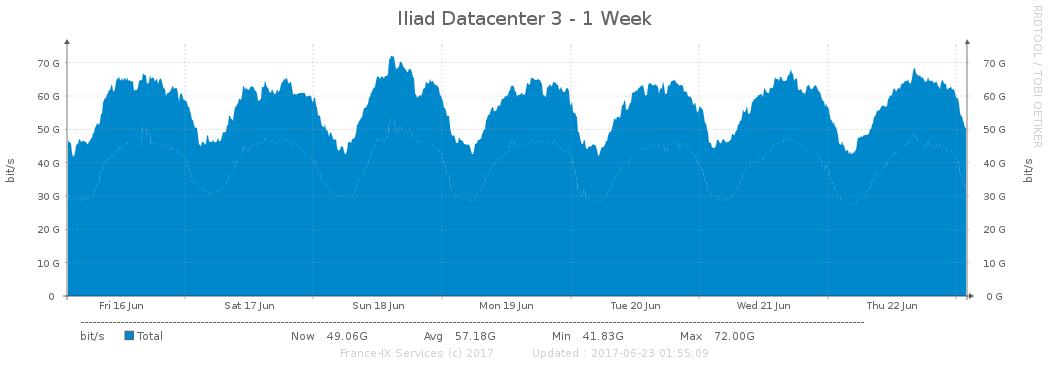 Iliad Datacenter 3 - 1 Week
RRDTOOL / TOBI OETIKER
70 G 70 G
60 G 60 G
50 G 50 G
40 G 40 G
30 G 30 G
20 G 20 G
10 G 10 G
0 0 G
bit/s bit/s
Fri 16 Jun Sat 17 Jun Sun 18 Jun Mon 19 Jun Tue 20 Jun Wed 21 Jun Thu 22 Jun
bit/s Total Now 49.06G Avg 57.18G Min 41.83G Max 72.00G
France-IX Services (c) 2017 Updated : 2017-06-23 01:55:09